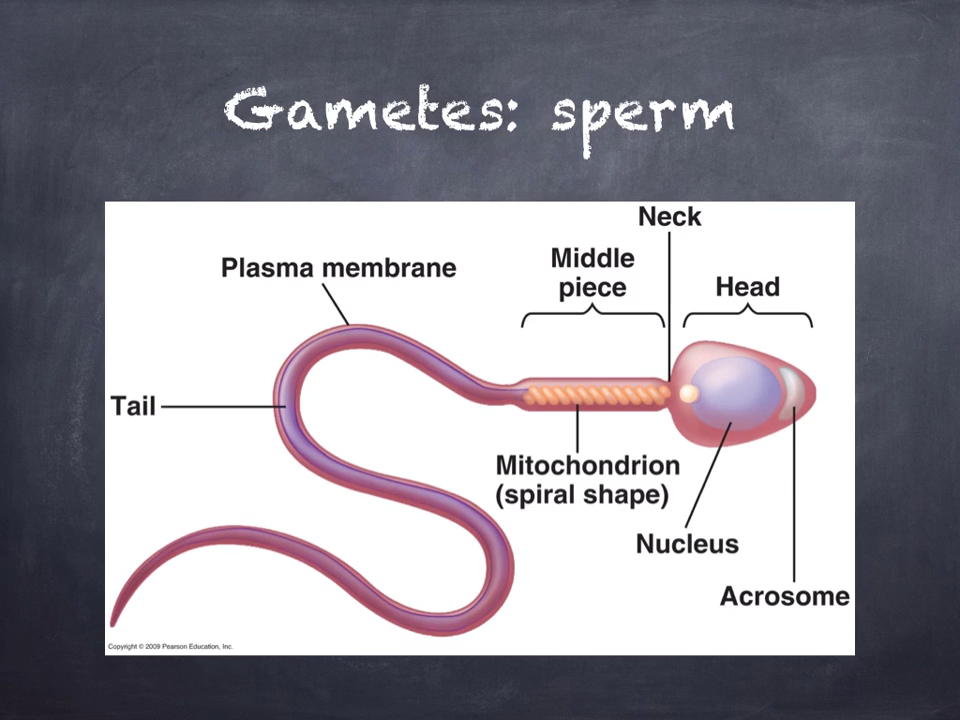 Gametes: sperm
Neck
Middle
piece
Head
Plasma membrane
Tail
Mitochondrion
(spiral shape)
Nucleus
Acrosome
Copyright © 2009 Pearson Education, Inc.